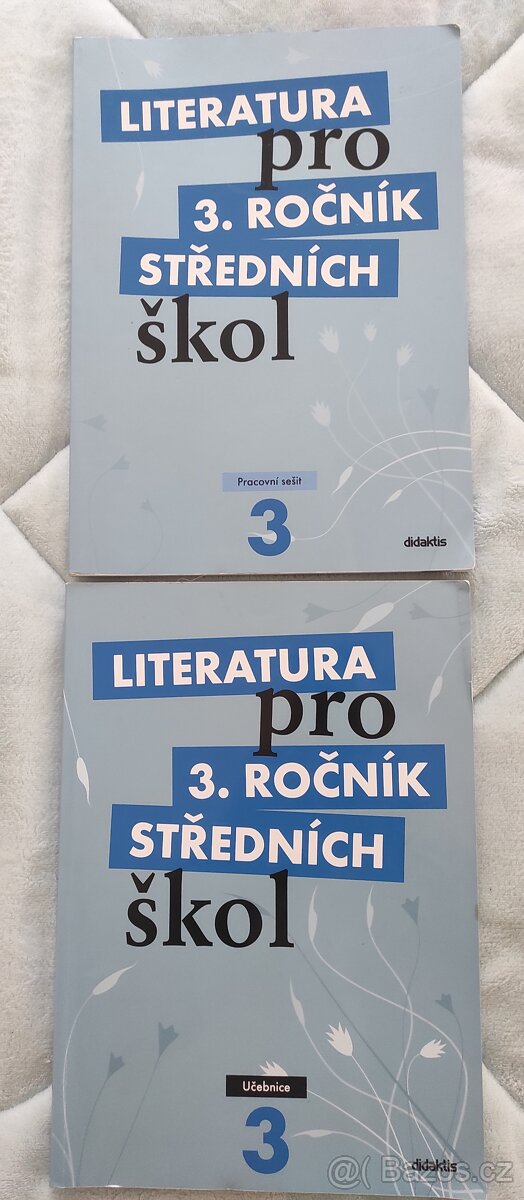 LITERATURA
pro
3. ROČNÍK
STŘEDNÍCH
škol
Pracovní sešit
3
didaktis
LITERATURA
pro
3. ROČNÍK
STŘEDNÍCH
škol
Učebnice
3
didaktis
@( Bazos.cz